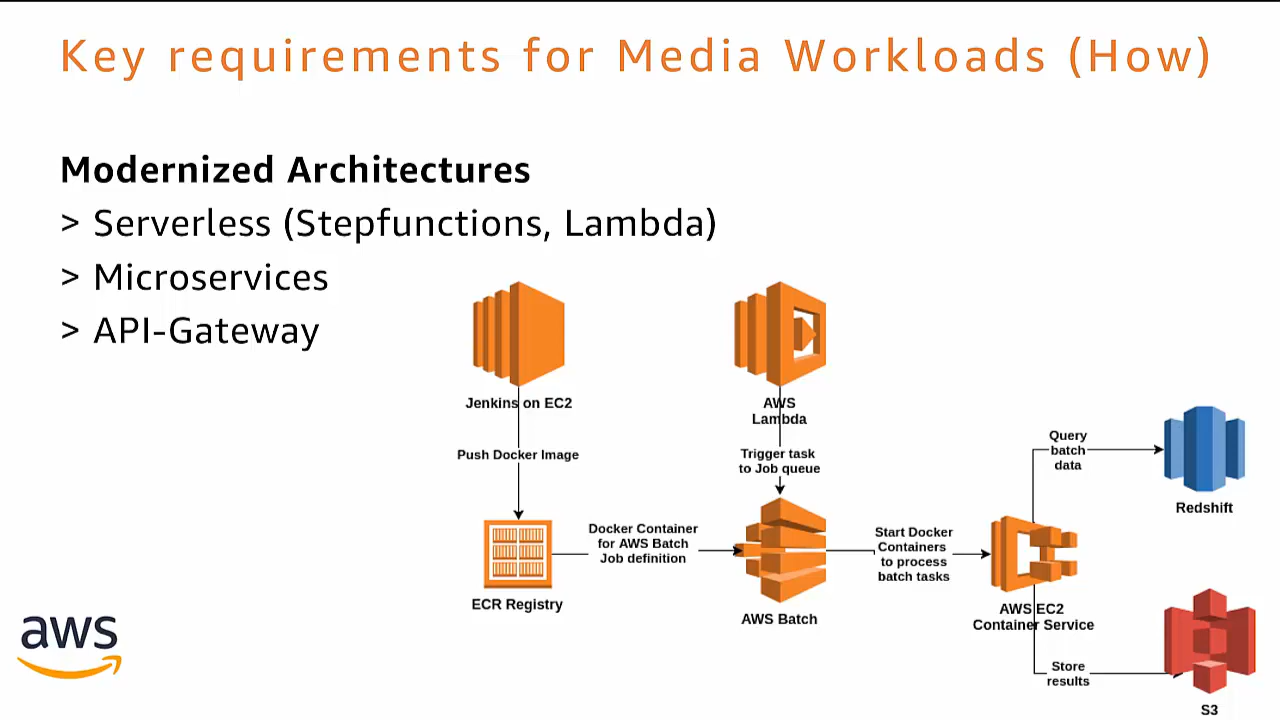 Key requirements for Media Workloads (How)
Modernized Architectures
> Serverless (Stepfunctions, Lambda)
> Microservices
> API-Gateway
Jenkins on EC2
AWS
Lambda
Push Docker Image
Trigger task
to Job queue
Query
batch
data
Redshift
Docker Container
for AWS Batch
Job definition
Start Docker
Containers
to process
batch tasks
ECR Registry
AWS Batch
AWS EC2
Container Service
Store
results
S3
aws